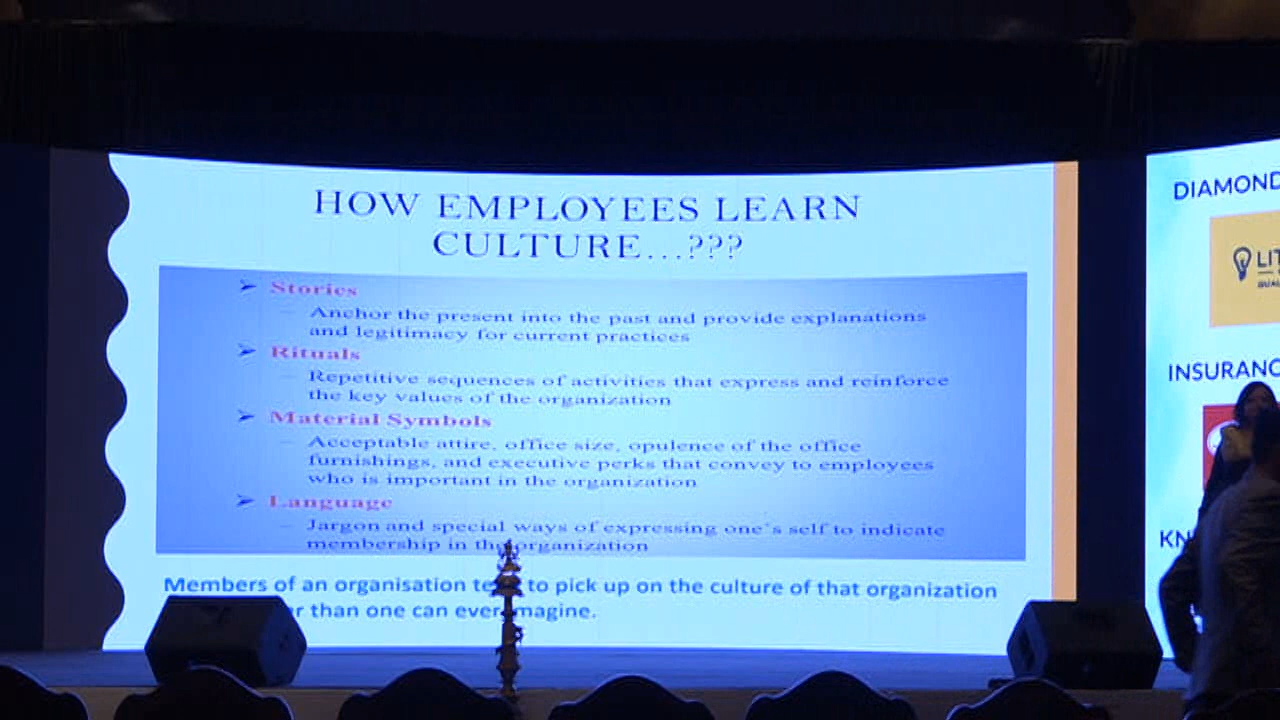 HOW EMPLOYEES LEARN
CULTURE...???
➢ Stories
– Anchor the present into the past and provide explanations
and legitimacy for current practices
➢ Rituals
– Repetitive sequences of activities that express and reinforce
the key values of the organization
➢ Material Symbols
– Acceptable attire, office size, opulence of the office
furnishings, and executive perks that convey to employees
who is important in the organization
➢ Language
– Jargon and special ways of expressing one's self to indicate
membership in the organization
Members of an organisation to pick up on the culture of that organization
than one can ever
DIAMOND
LIT
INSURANC
KN